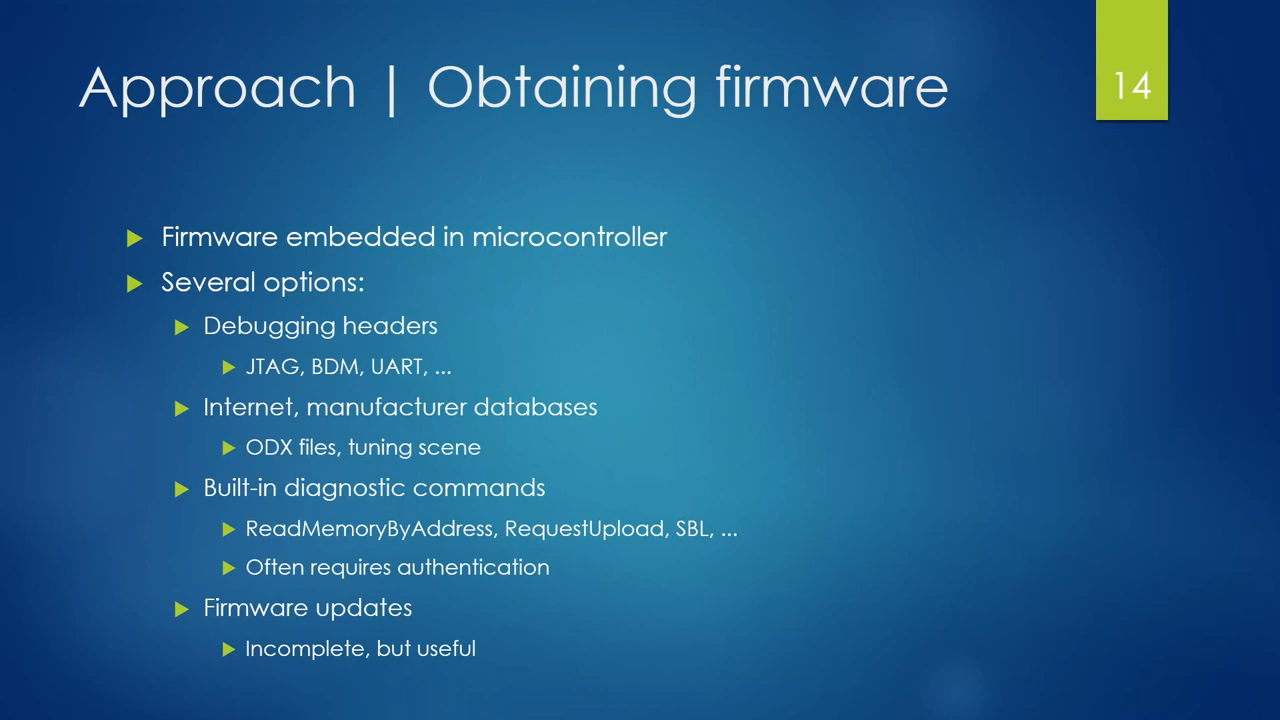 Approach | Obtaining firmware
14
Firmware embedded in microcontroller
Several options:
Debugging headers
JTAG, BDM, UART, ...
Internet, manufacturer databases
ODX files, tuning scene
Built-in diagnostic commands
ReadMemoryByAddress, RequestUpload, SBL, ...
Often requires authentication
Firmware updates
Incomplete, but useful